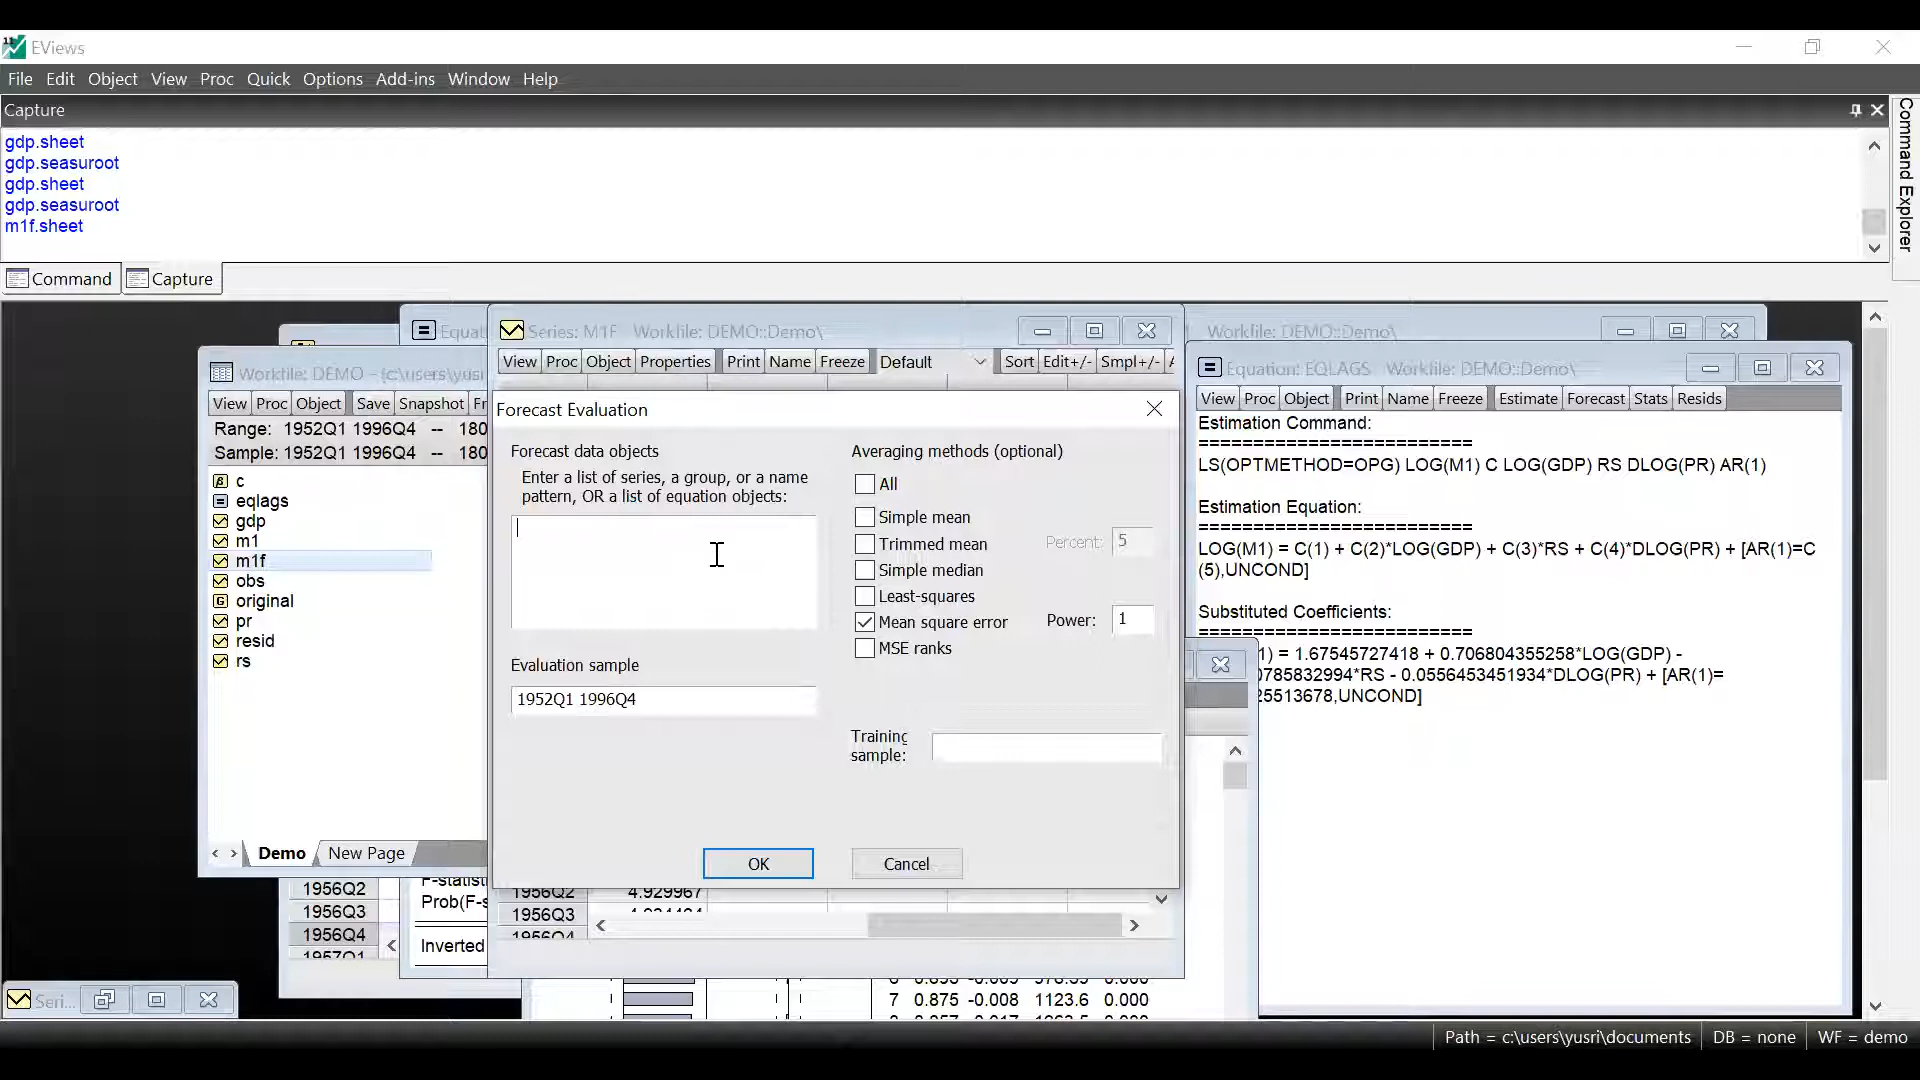 EViews
File Edit Object View Proc Quick Options Add-ins Window Help
Capture
gdp.sheet
gdp.seasuroot
gdp.sheet
gdp.seasuroot
m1f.sheet
Command Explorer
Command Capture
Equat
Series: M1F Workfile: DEMO::Demo\
Workfile: DEMO::Demo\
View Proc Object Properties Print Name Freeze Default Sort Edit+/- Smpl+/- A
Workfile: DEMO - [c:\users\yusri
View Proc Object Save Snapshot Fr
Range: 1952Q1 1996Q4 -- 180
Sample: 1952Q1 1996Q4 -- 180
c
eqlags
gdp
m1
m1f
obs
original
pr
resid
rs
Demo New Page
Forecast Evaluation
Forecast data objects
Enter a list of series, a group, or a name
pattern, OR a list of equation objects:
Evaluation sample
1952Q1 1996Q4
Averaging methods (optional)
All
Simple mean
Trimmed mean Percent: 5
Simple median
Least-squares
Mean square error Power: 1
MSE ranks
Training
sample:
OK Cancel
Equation: EQLAGS Workfile: DEMO::Demo\
View Proc Object Print Name Freeze Estimate Forecast Stats Resids
Estimation Command:
=========================
LS(OPTMETHOD=OPG) LOG(M1) C LOG(GDP) RS DLOG(PR) AR(1)
Estimation Equation:
=========================
LOG(M1) = C(1) + C(2)*LOG(GDP) + C(3)*RS + C(4)*DLOG(PR) + [AR(1)=C
(5),UNCOND]
Substituted Coefficients:
=========================
1) = 1.67545727418 + 0.706804355258*LOG(GDP) -
0785832994*RS - 0.0556453451934*DLOG(PR) + [AR(1)=
25513678,UNCOND]
1956Q2
1956Q3
1956Q4
1957Q1
F-statisti
Prob(F-s
Inverted
1956Q2 4.929967
1956Q3
1956Q4
7 0.875 -0.008 1123.6 0.000
Seri...
Path = c:\users\yusri\documents DB = none WF = demo